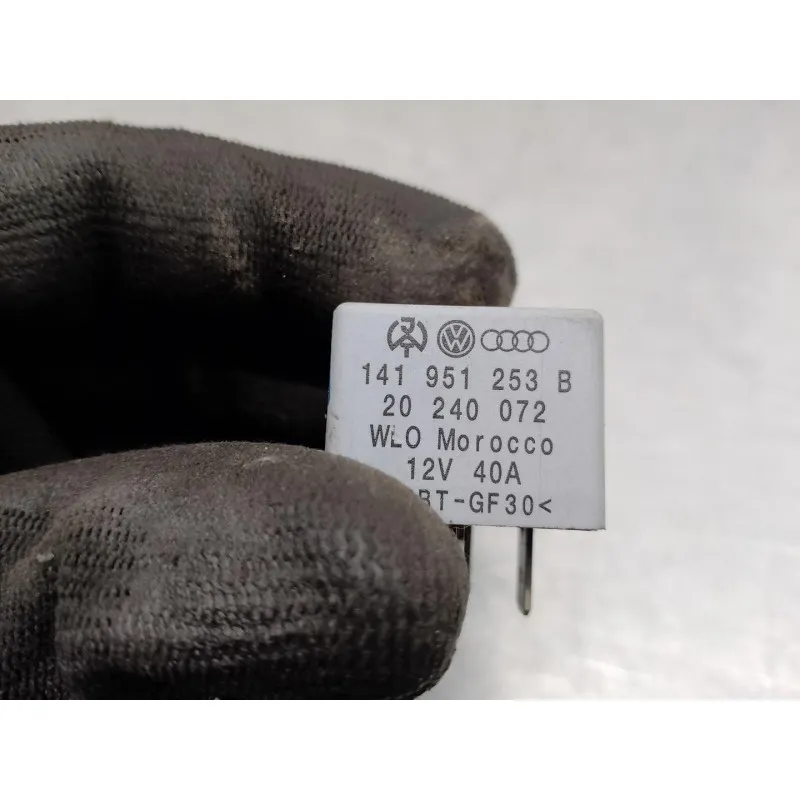 141 951 253 B
20 240 072
WLO Morocco
12V 40A
BT-GF30<